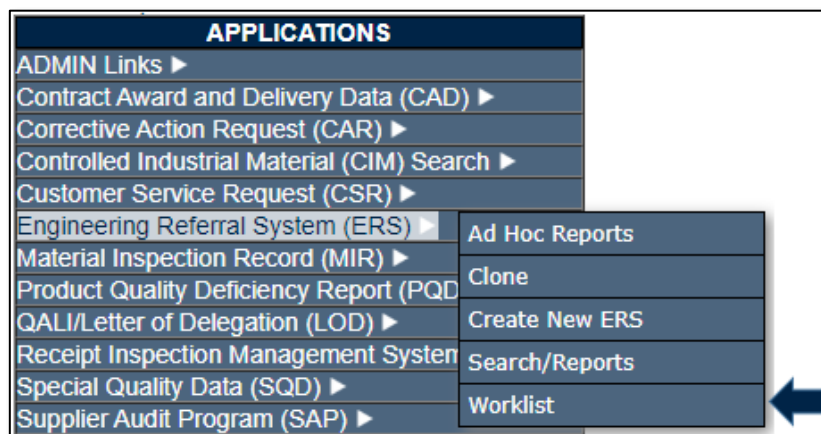 APPLICATIONS
ADMIN Links ▶
Contract Award and Delivery Data (CAD) ▶
Corrective Action Request (CAR) ▶
Controlled Industrial Material (CIM) Search ▶
Customer Service Request (CSR) ▶
Engineering Referral System (ERS) ▶
Material Inspection Record (MIR) ▶
Product Quality Deficiency Report (PQD
QALI/Letter of Delegation (LOD) ▶
Receipt Inspection Management System
Special Quality Data (SQD) ▶
Supplier Audit Program (SAP) ▶
Ad Hoc Reports
Clone
Create New ERS
Search/Reports
Worklist